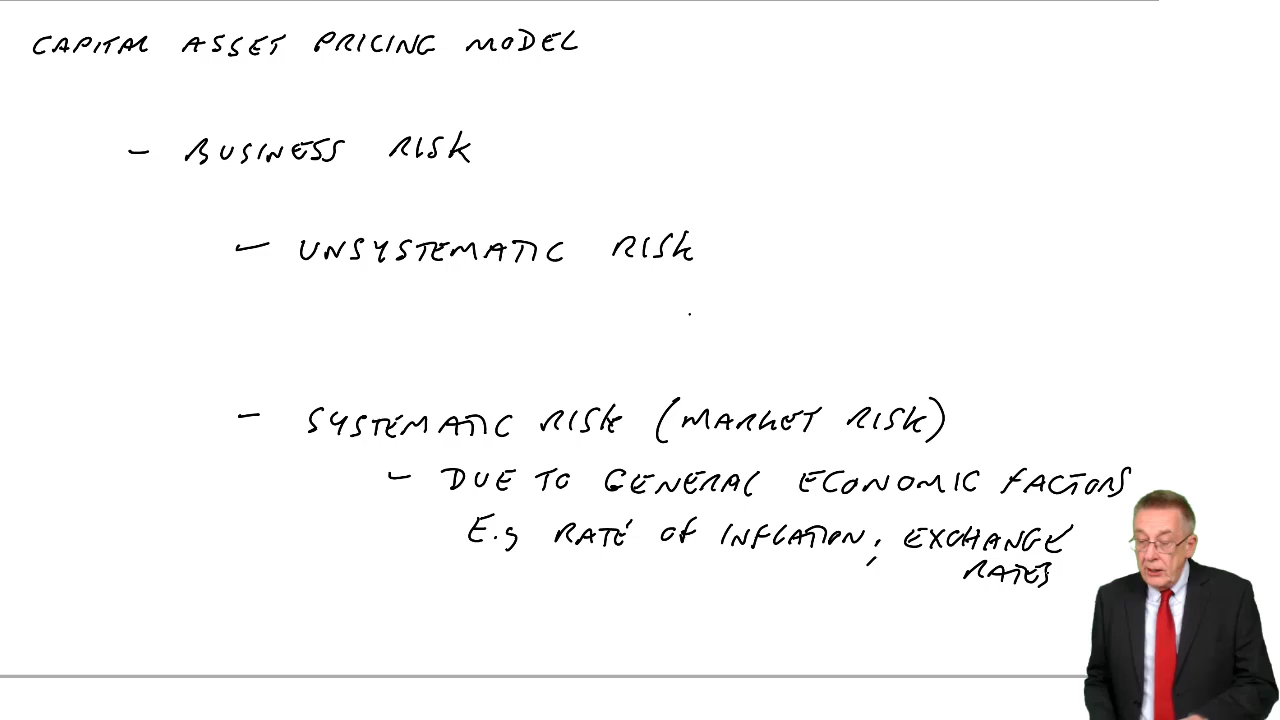 CAPITAL ASSET PRICING MODEL
- BUSINESS RISK
- UNSYSTEMATIC RISK
- SYSTEMATIC RISK (MARKET RISK)
- DUE TO GENERAL ECONOMIC FACTORS
E.g RATE OF INFLATION, EXCHANGE
RATES